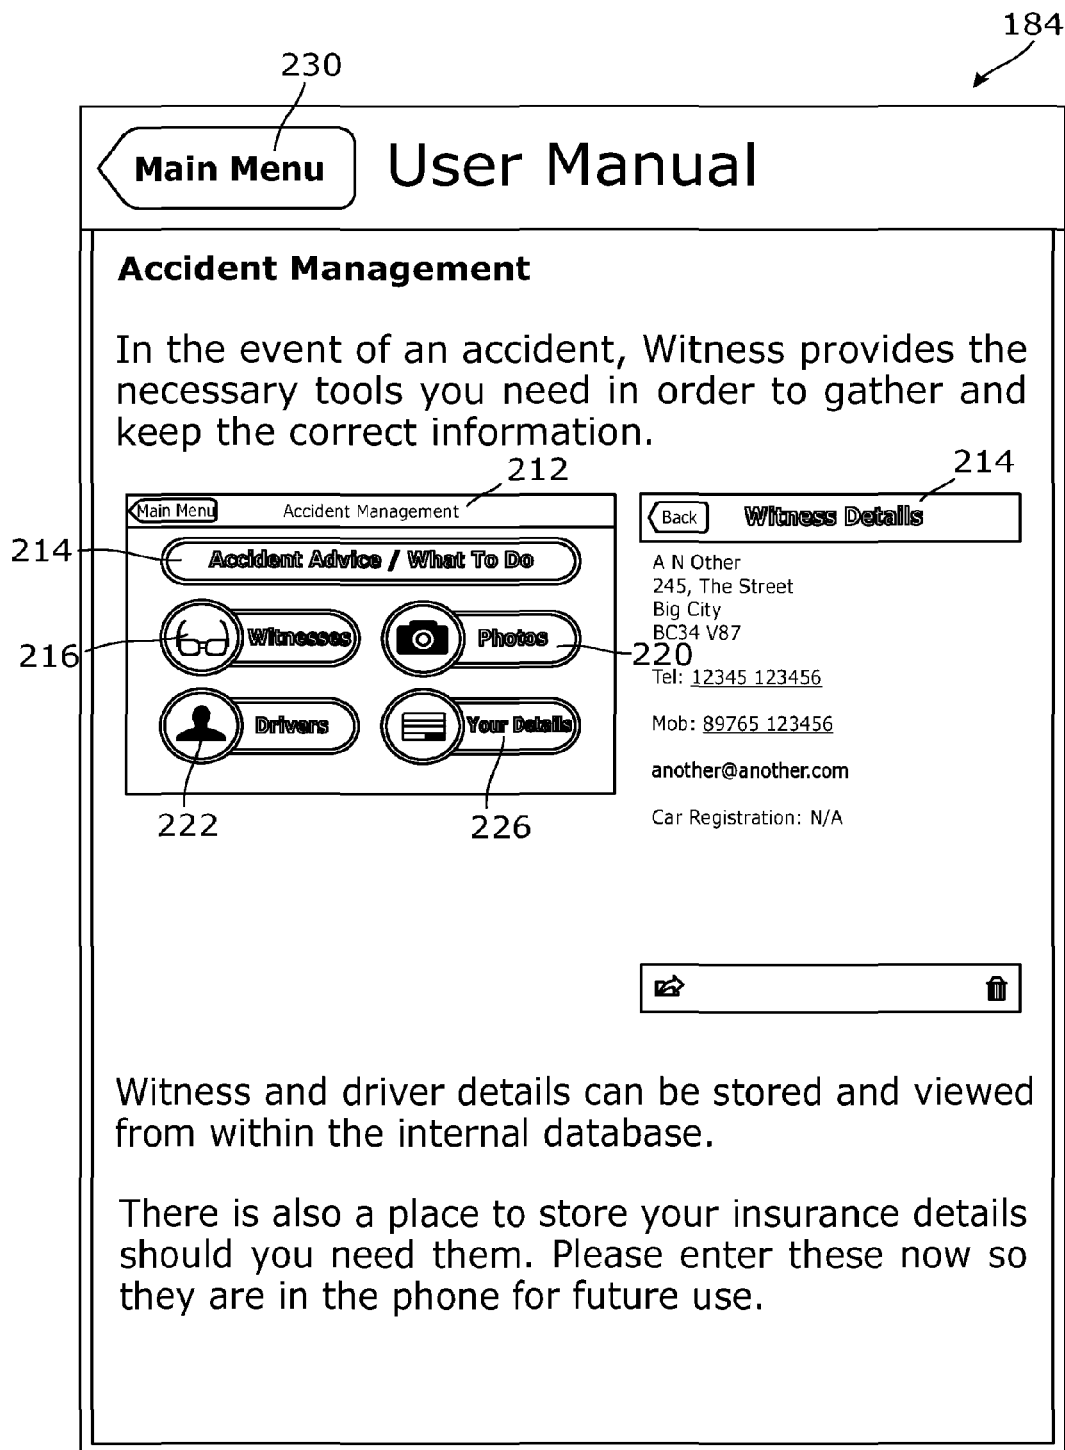 184
230
Main Menu
User Manual
Accident Management
In the event of an accident, Witness provides the
necessary tools you need in order to gather and
keep the correct information.
212
214
Main Menu
Accident Management
214
Accident Advice / What To Do
216
Witnesses
Photos
220
Drivers
Your Details
222
226
Back
Witness Details
A N Other
245, The Street
Big City
BC34 V87
Tel: 12345 123456
Mob: 89765 123456
another@another.com
Car Registration: N/A
Witness and driver details can be stored and viewed
from within the internal database.
There is also a place to store your insurance details
should you need them. Please enter these now so
they are in the phone for future use.